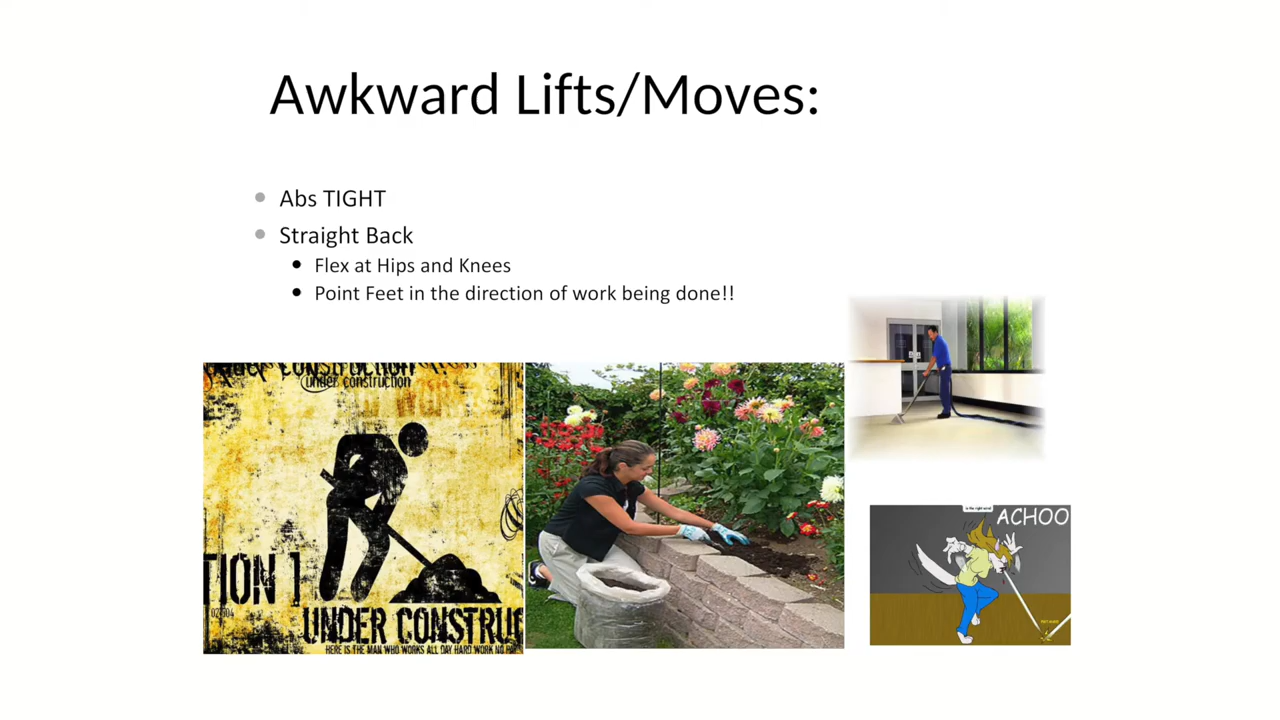 Awkward Lifts/Moves:
Abs TIGHT
Straight Back
Flex at Hips and Knees
Point Feet in the direction of work being done!!
under construction
TION 1
UNDER CONSTRU
HERE IS THE MAN WHO WORKS ALL DAY HARD WORK NO
ACHOO